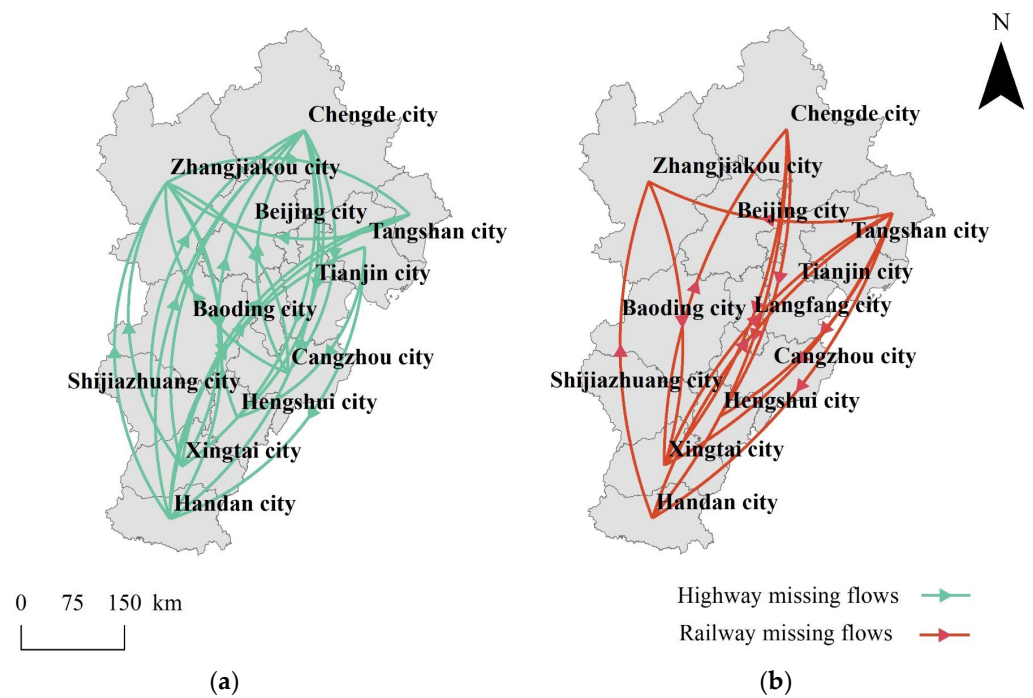 N
Chengde city
Zhangjiakou city
Beijing city
Tangshan city
Tianjin city
Baoding city
Cangzhou city
Shijiazhuang city
Hengshui city
Xingtai city
Handan city
Chengde city
Zhangjiakou city
Beijing city
Tangshan city
Tianjin city
Langfang city
Baoding city
Cangzhou city
Shijiazhuang city
Hengshui city
Xingtai city
Handan city
0 75 150 km
Highway missing flows
Railway missing flows
(a)
(b)